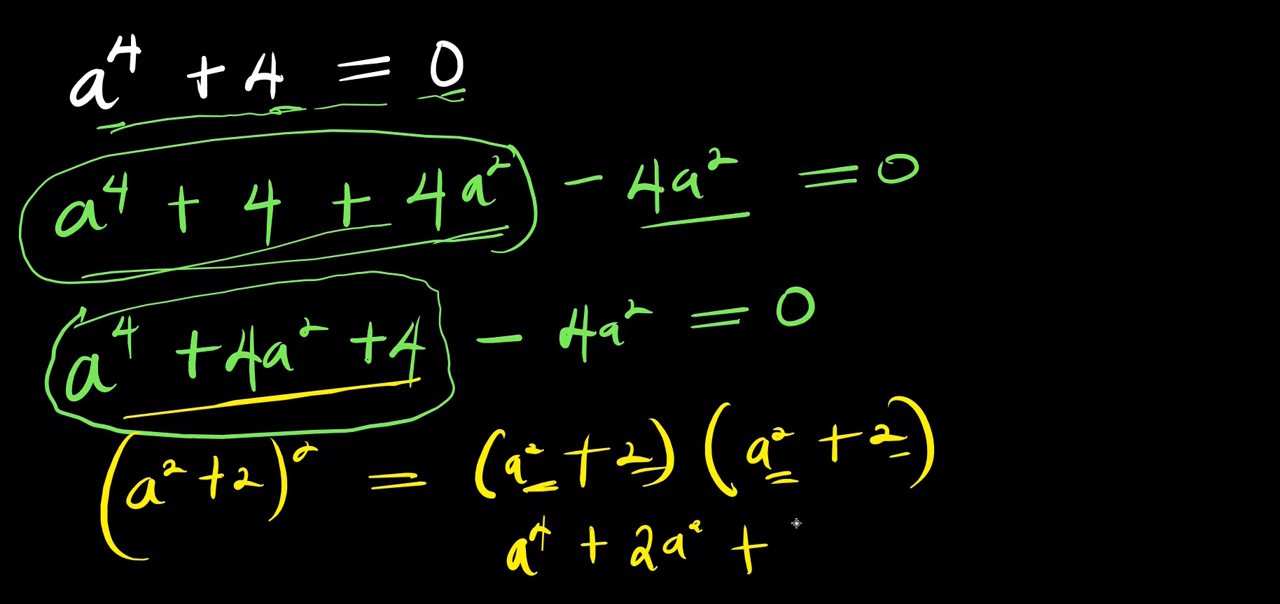 a⁴ + 4 = 0
a⁴ + 4 + 4a² - 4a² = 0
a⁴ + 4a² + 4 - 4a² = 0
(a² + 2)² = (a² + 2)(a² + 2)
a⁴ + 2a² +